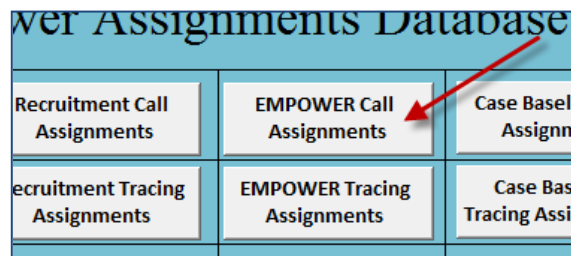 wer Assignments Database
Recruitment Call
Assignments
EMPOWER Call
Assignments
Case Basel
Assignn
ecruitment Tracing
Assignments
EMPOWER Tracing
Assignments
Case Bas
Tracing Assi